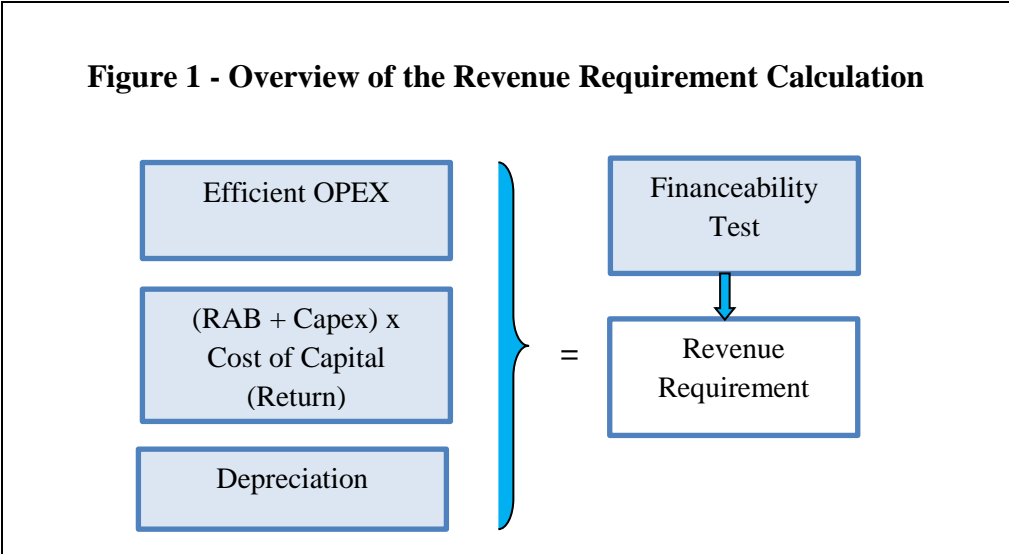 Figure 1 - Overview of the Revenue Requirement Calculation
Efficient OPEX
(RAB + Capex) x
Cost of Capital
(Return)
Depreciation
=
Financeability
Test
Revenue
Requirement